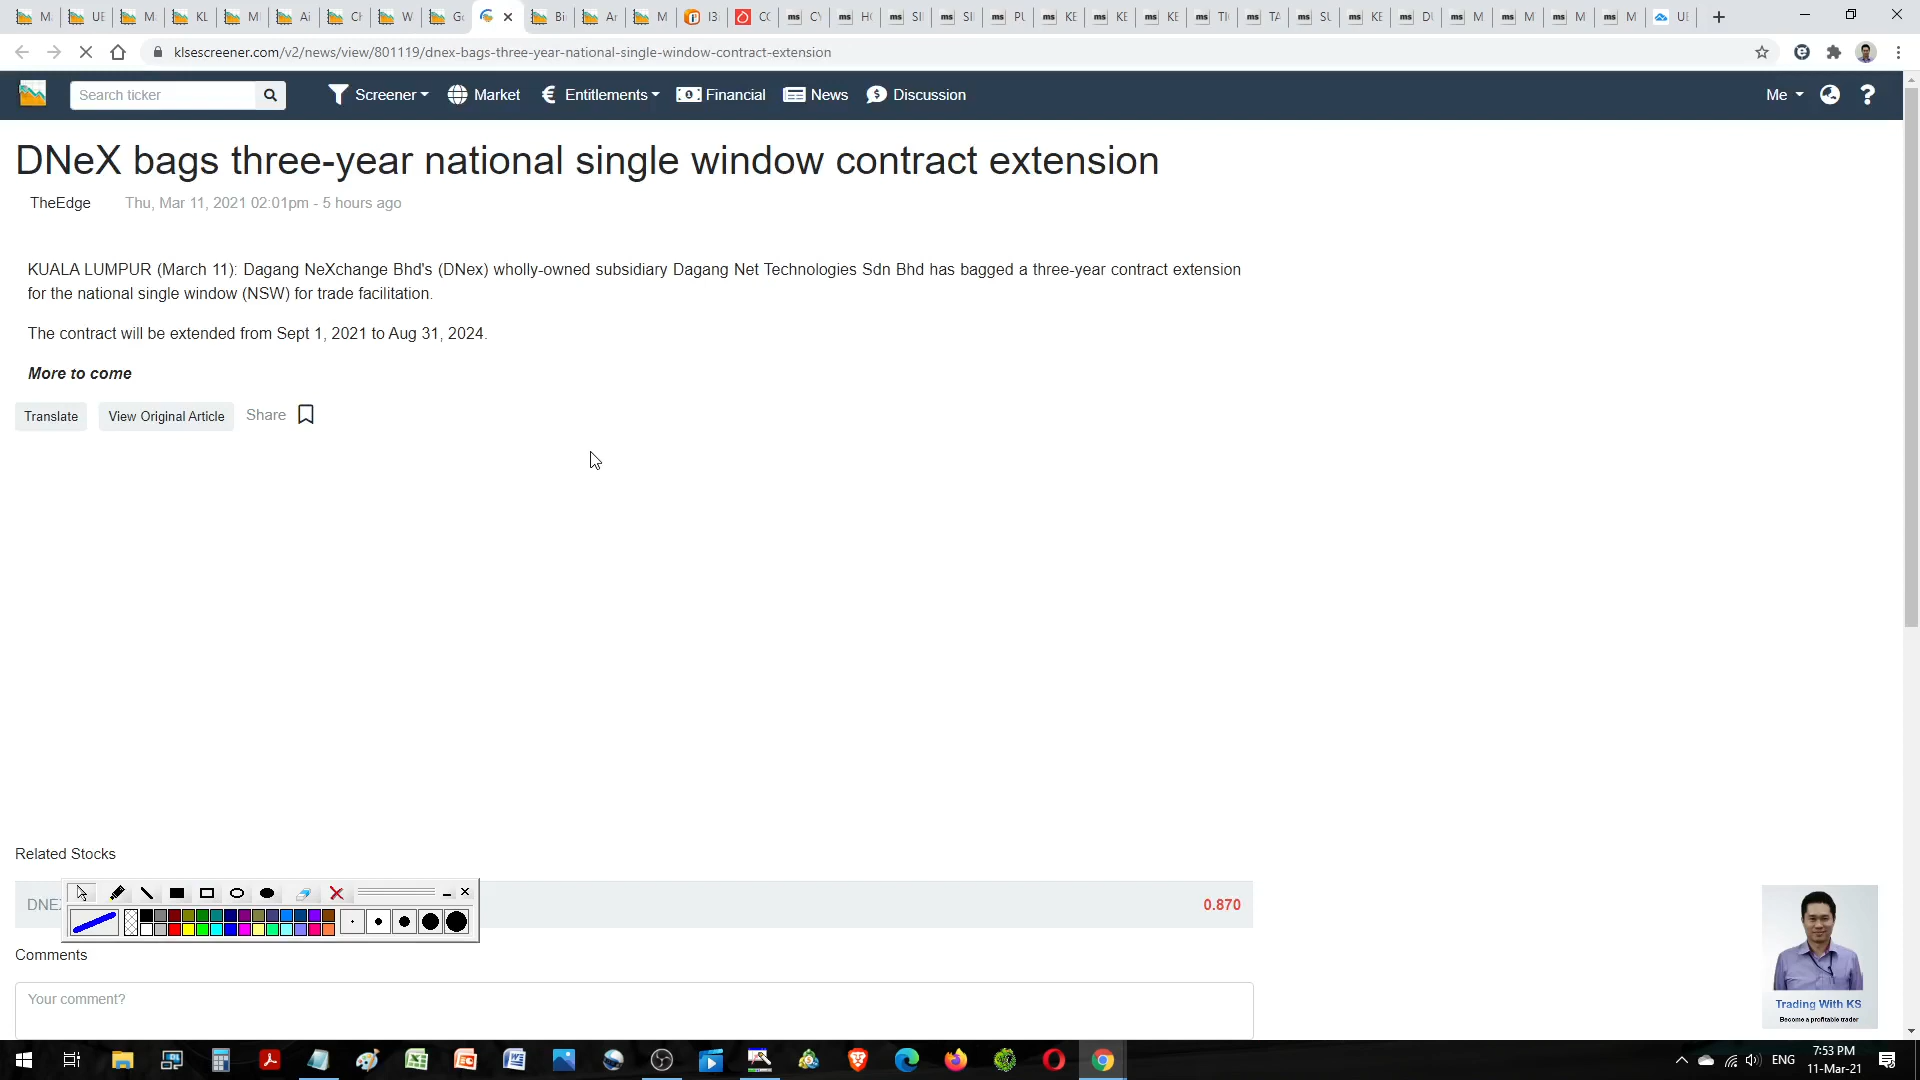 klsescreener.com/v2/news/view/801119/dnex-bags-three-year-national-single-window-contract-extension
Search ticker
Screener
Market
Entitlements
Financial
News
Discussion
Me
DNeX bags three-year national single window contract extension
TheEdge Thu, Mar 11, 2021 02:01pm - 5 hours ago
KUALA LUMPUR (March 11): Dagang NeXchange Bhd's (DNex) wholly-owned subsidiary Dagang Net Technologies Sdn Bhd has bagged a three-year contract extension
for the national single window (NSW) for trade facilitation.
The contract will be extended from Sept 1, 2021 to Aug 31, 2024.
More to come
Translate
View Original Article
Share
Related Stocks
0.870
Comments
Your comment?
Trading With KS
Become a profitable trader
ENG
7:53 PM
11-Mar-21